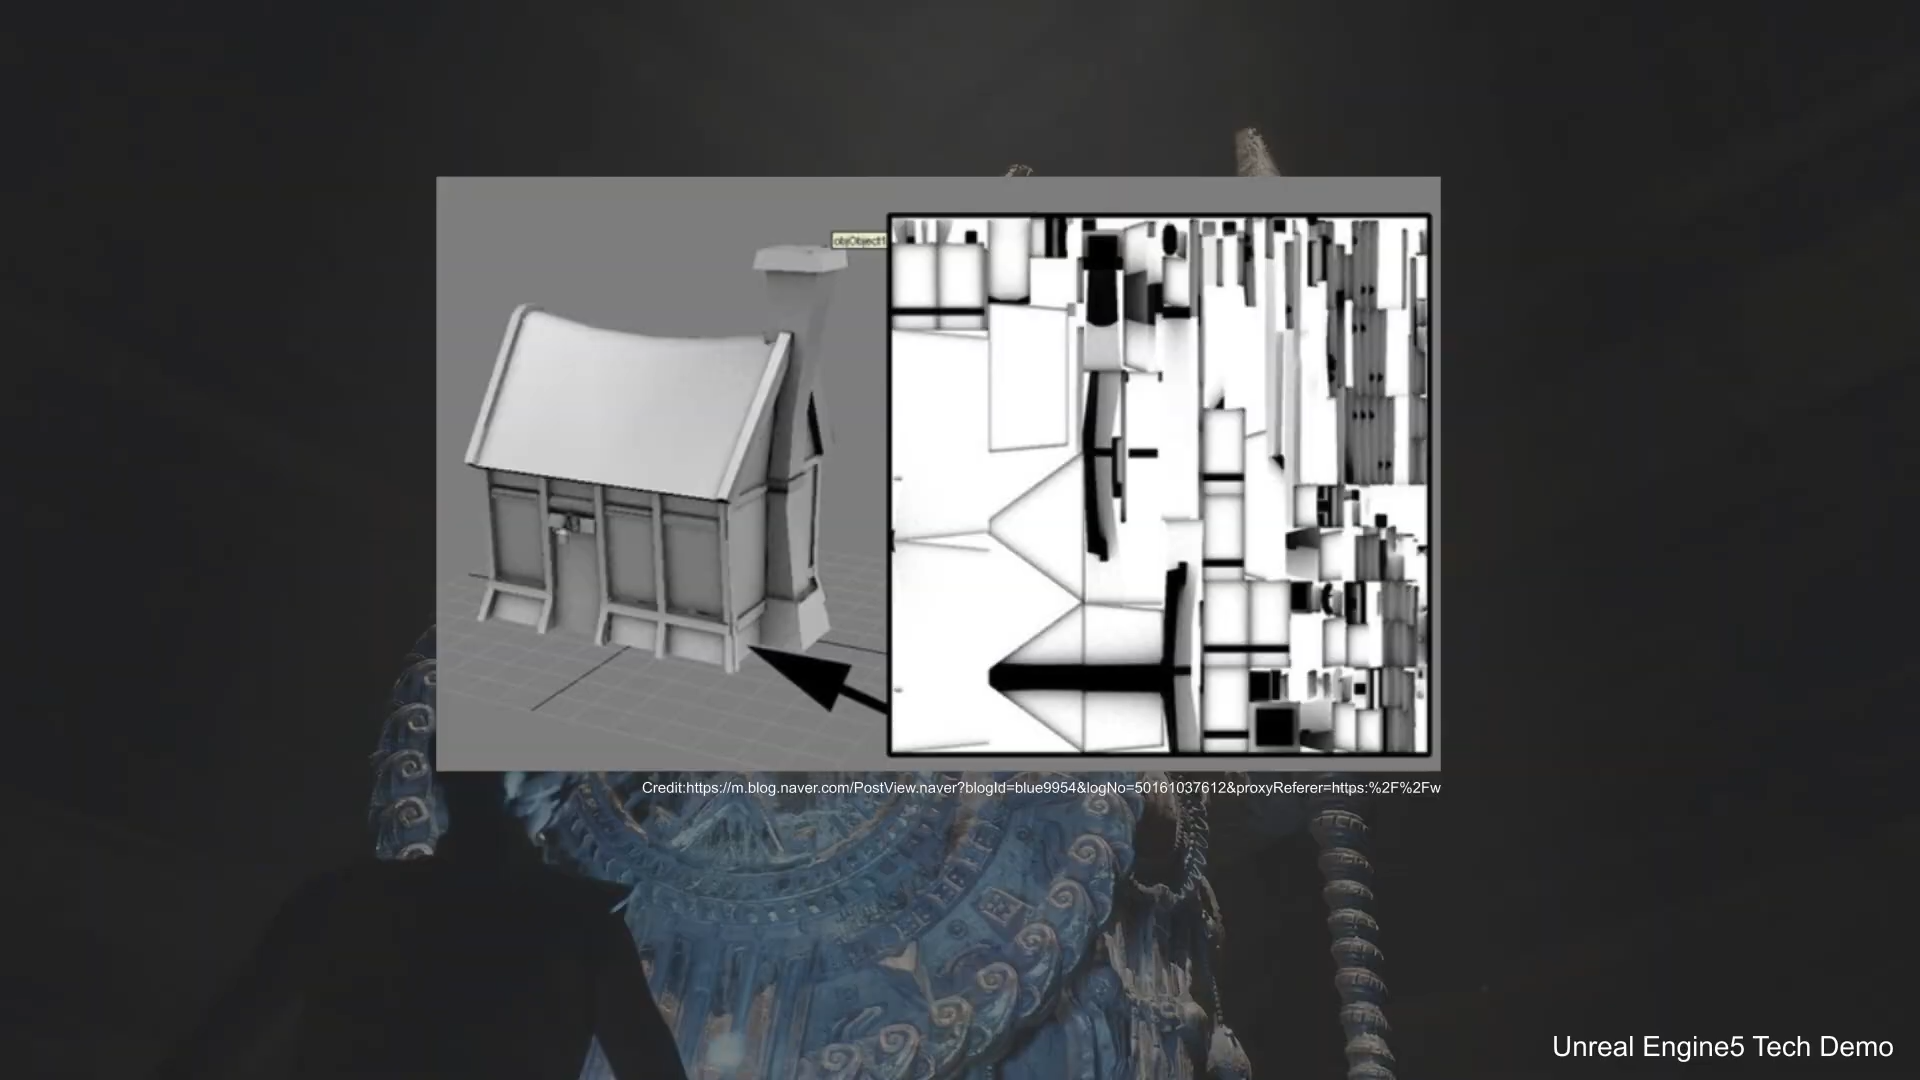 objObject1
Credit:https://m.blog.naver.com/PostView.naver?blogId=blue9954&logNo=50161037612&proxyReferer=https:%2F%2Fw
Unreal Engine5 Tech Demo